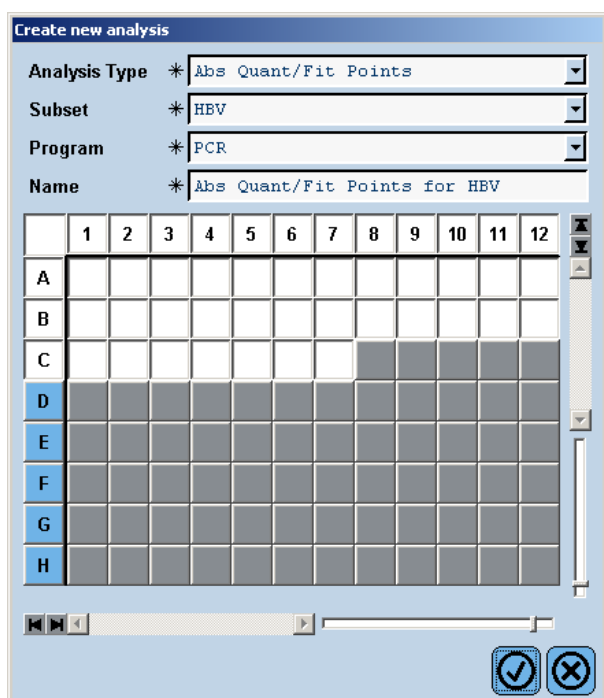 Create new analysis
Analysis Type * Abs Quant/Fit Points
Subset * HBV
Program * PCR
Name * Abs Quant/Fit Points for HBV
1 2 3 4 5 6 7 8 9 10 11 12
A
B
C
D
E
F
G
H